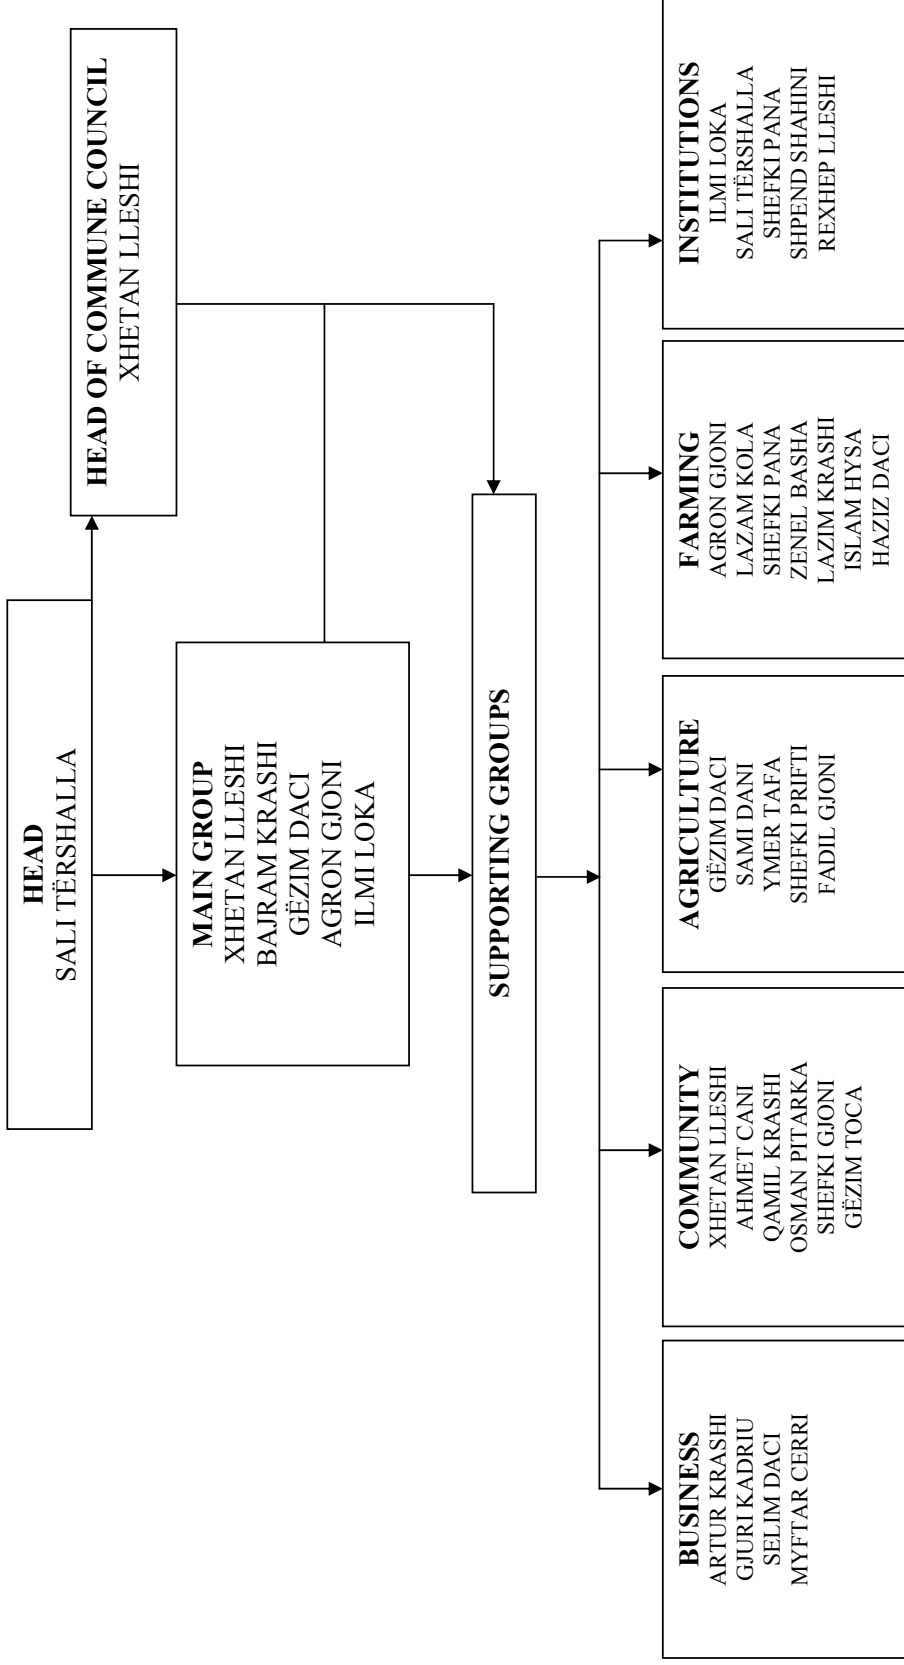 HEAD
SALI TËRSHALLA
HEAD OF COMMUNE COUNCIL
XHETAN LLESHI
MAIN GROUP
XHETAN LLESHI
BAJRAM KRASHI
GËZIM DACI
AGRON GJONI
ILMI LOKA
SUPPORTING GROUPS
BUSINESS
ARTUR KRASHI
GJURI KADRIU
SELIM DACI
MYFTAR CERRI
COMMUNITY
XHETAN LLESHI
AHMET CANI
QAMIL KRASHI
OSMAN PITARKA
SHEFKI GJONI
GËZIM TOCA
AGRICULTURE
GËZIM DACI
SAMI DANI
YMER TAFA
SHEFKI PRIFTI
FADIL GJONI
FARMING
AGRON GJONI
LAZAM KOLA
SHEFKI PANA
ZENEL BASHA
LAZIM KRASHI
ISLAM HYSA
HAZIZ DACI
INSTITUTIONS
ILMI LOKA
SALI TËRSHALLA
SHEFKI PANA
SHPEND SHAHINI
REXHEP LLESHI